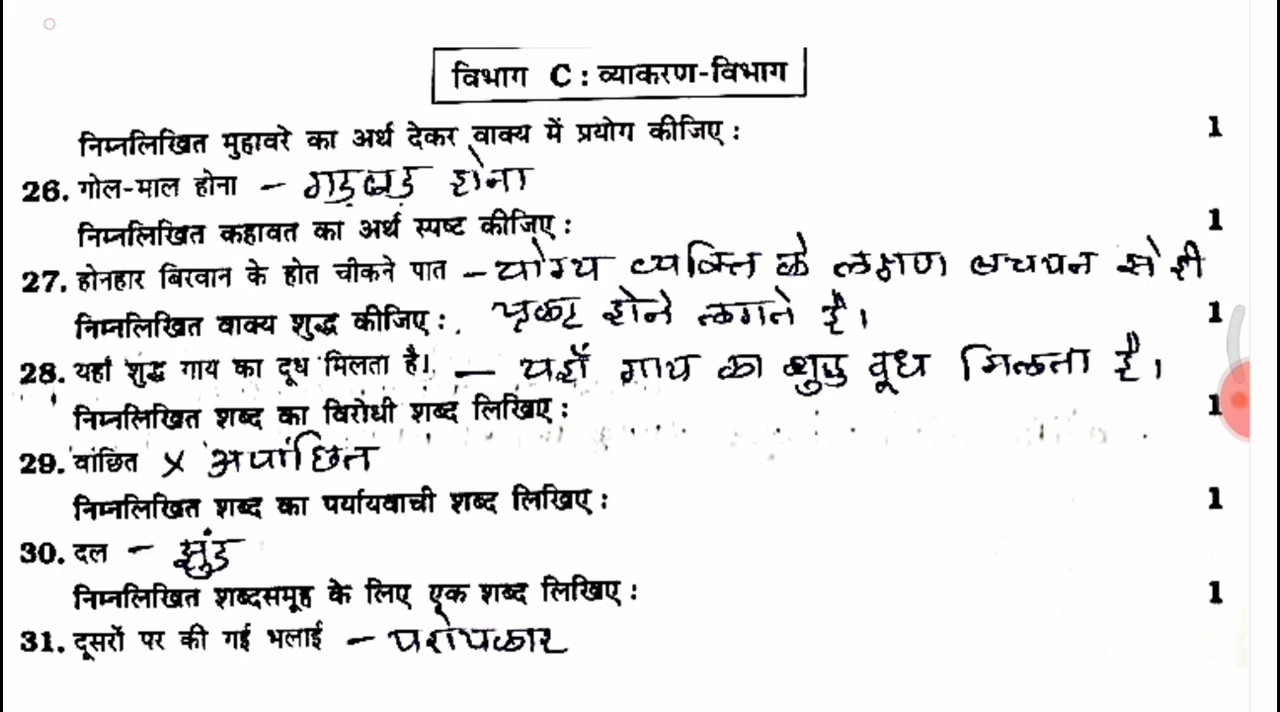 विभाग C : व्याकरण-विभाग
निम्नलिखित मुहावरे का अर्थ देकर वाक्य में प्रयोग कीजिए : 1
26. गोल-माल होना – गड़बड़ होना
निम्नलिखित कहावत का अर्थ स्पष्ट कीजिए : 1
27. होनहार बिरवान के होत चीकने पात – योग्य व्यक्ति के लक्षण बचपन से ही
प्रकट होने लगते है।
निम्नलिखित वाक्य शुद्ध कीजिए : 1
28. यहाँ शुद्ध गाय का दूध मिलता है। – यहाँ गाय का शुद्ध दूध मिलता है।
निम्नलिखित शब्द का विरोधी शब्द लिखिए : 1
29. वांछित x अवांछित
निम्नलिखित शब्द का पर्यायवाची शब्द लिखिए : 1
30. दल – झुंड
निम्नलिखित शब्दसमूह के लिए एक शब्द लिखिए : 1
31. दूसरों पर की गई भलाई – परोपकार